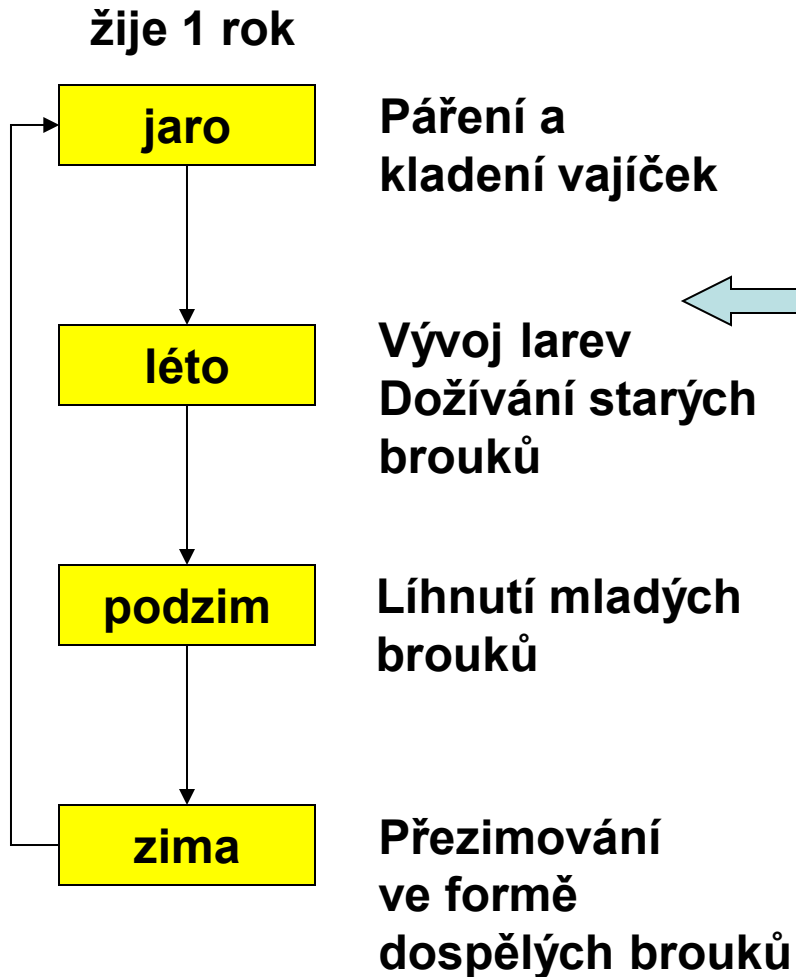 žije 1 rok
jaro
Páření a
kladení vajíček
léto
Vývoj larev
Dožívání starých
brouků
podzim
Líhnutí mladých
brouků
zima
Přezimování
ve formě
dospělých brouků